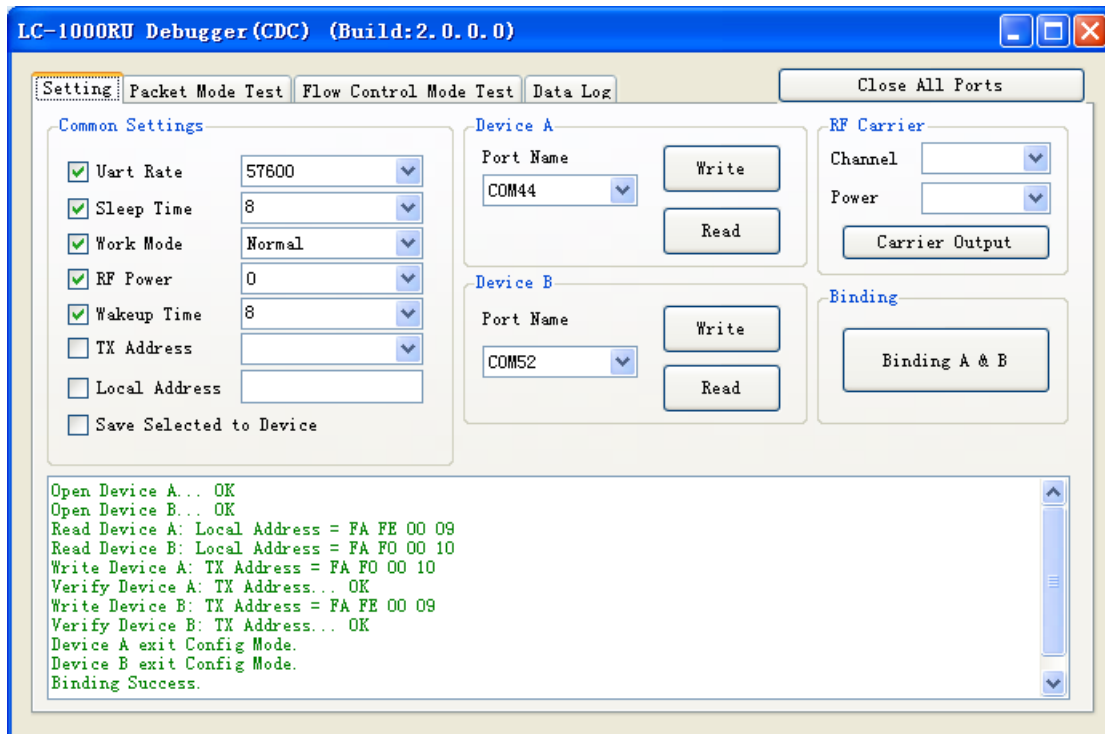 LC-1000RU Debugger(CDC) (Build:2.0.0.0)
Setting
Packet Mode Test
Flow Control Mode Test
Data Log
Close All Ports
Common Settings
Uart Rate
57600
Sleep Time
8
Work Mode
Normal
RF Power
0
Wakeup Time
8
TX Address
Local Address
Save Selected to Device
Device A
Port Name
COM44
Write
Read
Device B
Port Name
COM52
Write
Read
RF Carrier
Channel
Power
Carrier Output
Binding
Binding A & B
Open Device A... OK
Open Device B... OK
Read Device A: Local Address = FA FE 00 09
Read Device B: Local Address = FA F0 00 10
Write Device A: TX Address = FA F0 00 10
Verify Device A: TX Address... OK
Write Device B: TX Address = FA FE 00 09
Verify Device B: TX Address... OK
Device A exit Config Mode.
Device B exit Config Mode.
Binding Success.